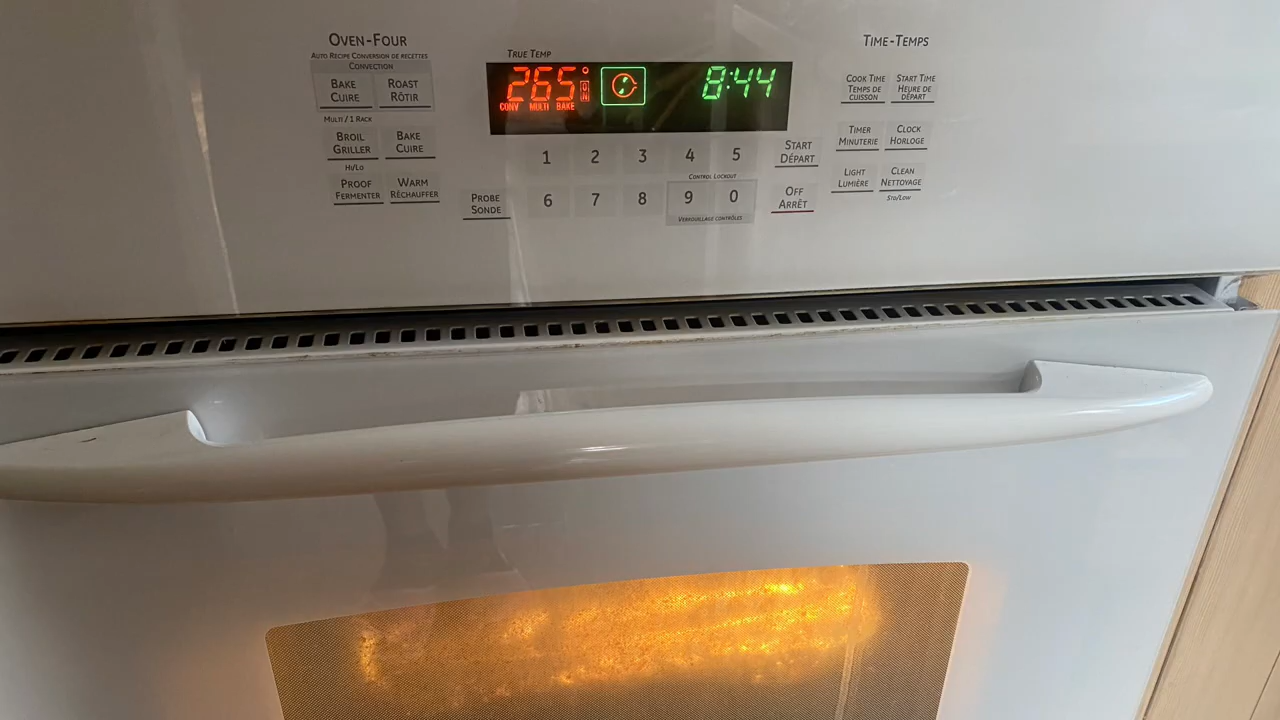 OVEN-FOUR
AUTO RECIPE CONVERSION DE RECETTES
CONVECTION
BAKE
CUIRE
ROAST
RÔTIR
MULTI / 1 RACK
BROIL
GRILLER
BAKE
CUIRE
HI/LO
PROOF
FERMENTER
WARM
RÉCHAUFFER
PROBE
SONDE
TRUE TEMP
265°
ON
CONV MULTI BAKE
8:44
1 2 3 4 5
CONTROL LOCKOUT
6 7 8 9 0
VERROUILLAGE CONTRÔLES
START
DÉPART
OFF
ARRÊT
TIME-TEMPS
COOK TIME
TEMPS DE
CUISSON
START TIME
HEURE DE
DÉPART
TIMER
MINUTERIE
CLOCK
HORLOGE
LIGHT
LUMIÈRE
CLEAN
NETTOYAGE
STD/LOW